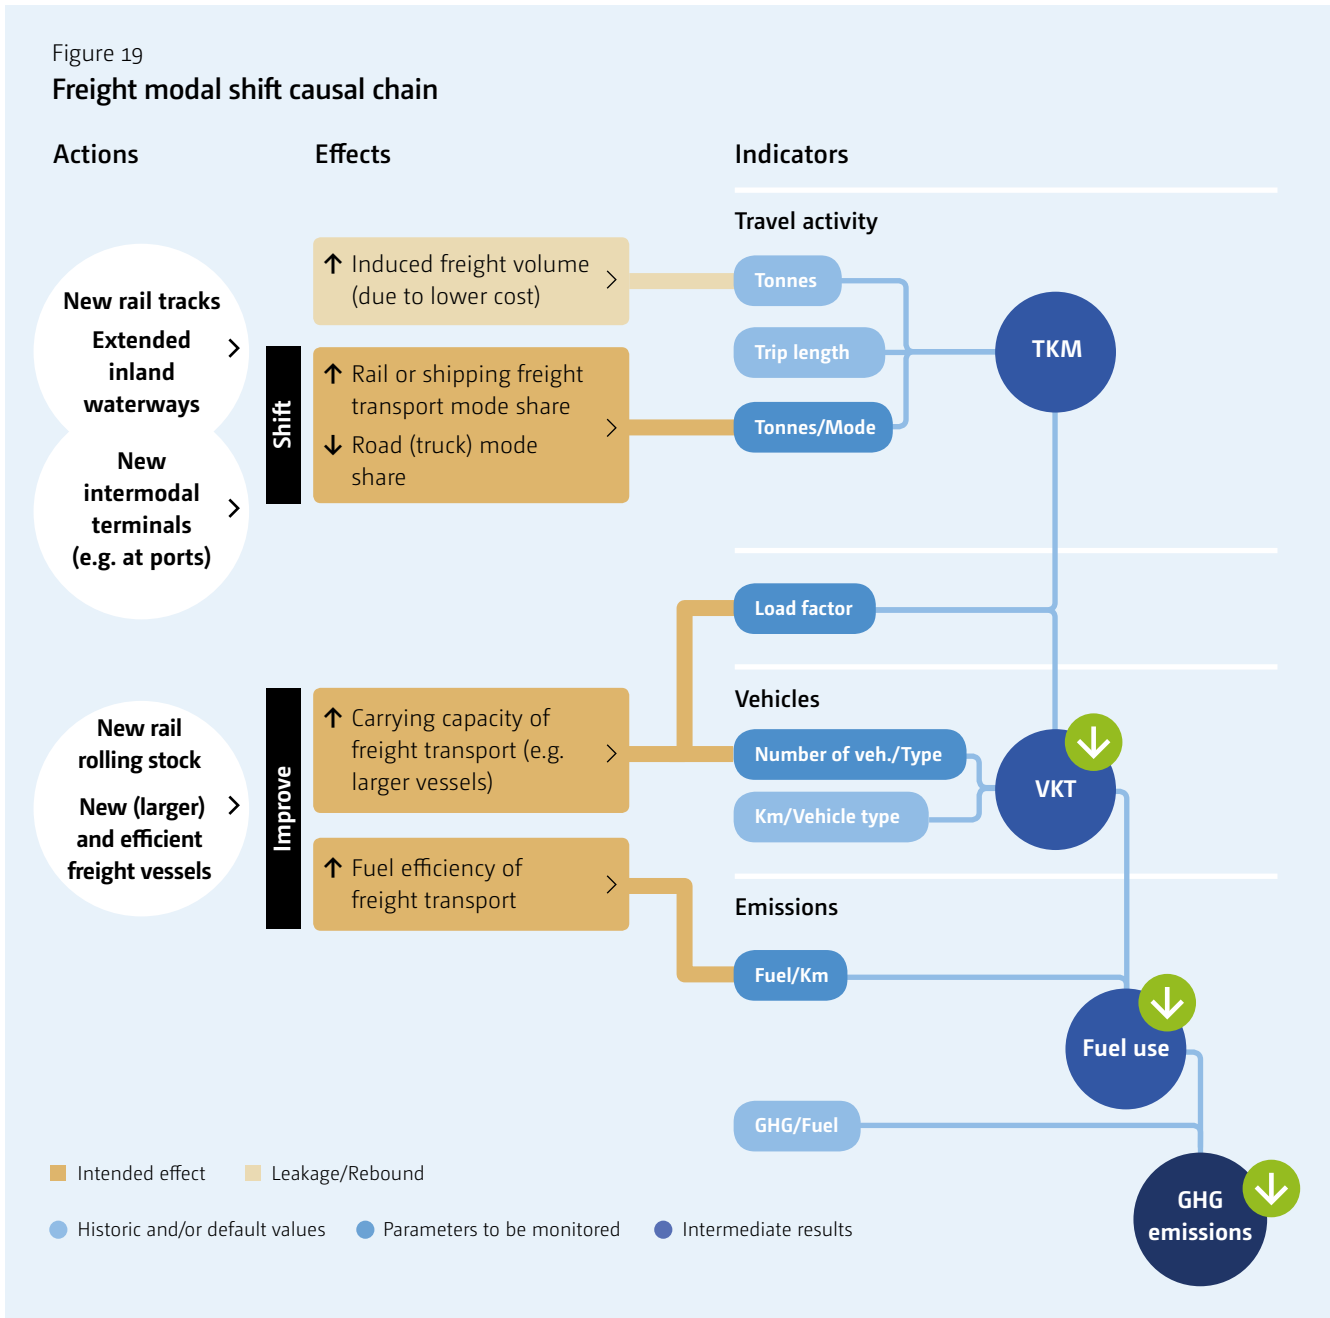 Figure 19
Freight modal shift causal chain
Actions
Effects
Indicators
New rail tracks
Extended
inland
waterways
New
intermodal
terminals
(e.g. at ports)
New rail
rolling stock
New (larger)
and efficient
freight vessels
Shift
Improve
↑ Induced freight volume
(due to lower cost)
↑ Rail or shipping freight
transport mode share
↓ Road (truck) mode
share
↑ Carrying capacity of
freight transport (e.g.
larger vessels)
↑ Fuel efficiency of
freight transport
Travel activity
Tonnes
Trip length
Tonnes/Mode
TKM
Load factor
Vehicles
Number of veh./Type
Km/Vehicle type
VKT
Emissions
Fuel/Km
Fuel use
GHG/Fuel
GHG
emissions
Intended effect
Leakage/Rebound
Historic and/or default values
Parameters to be monitored
Intermediate results